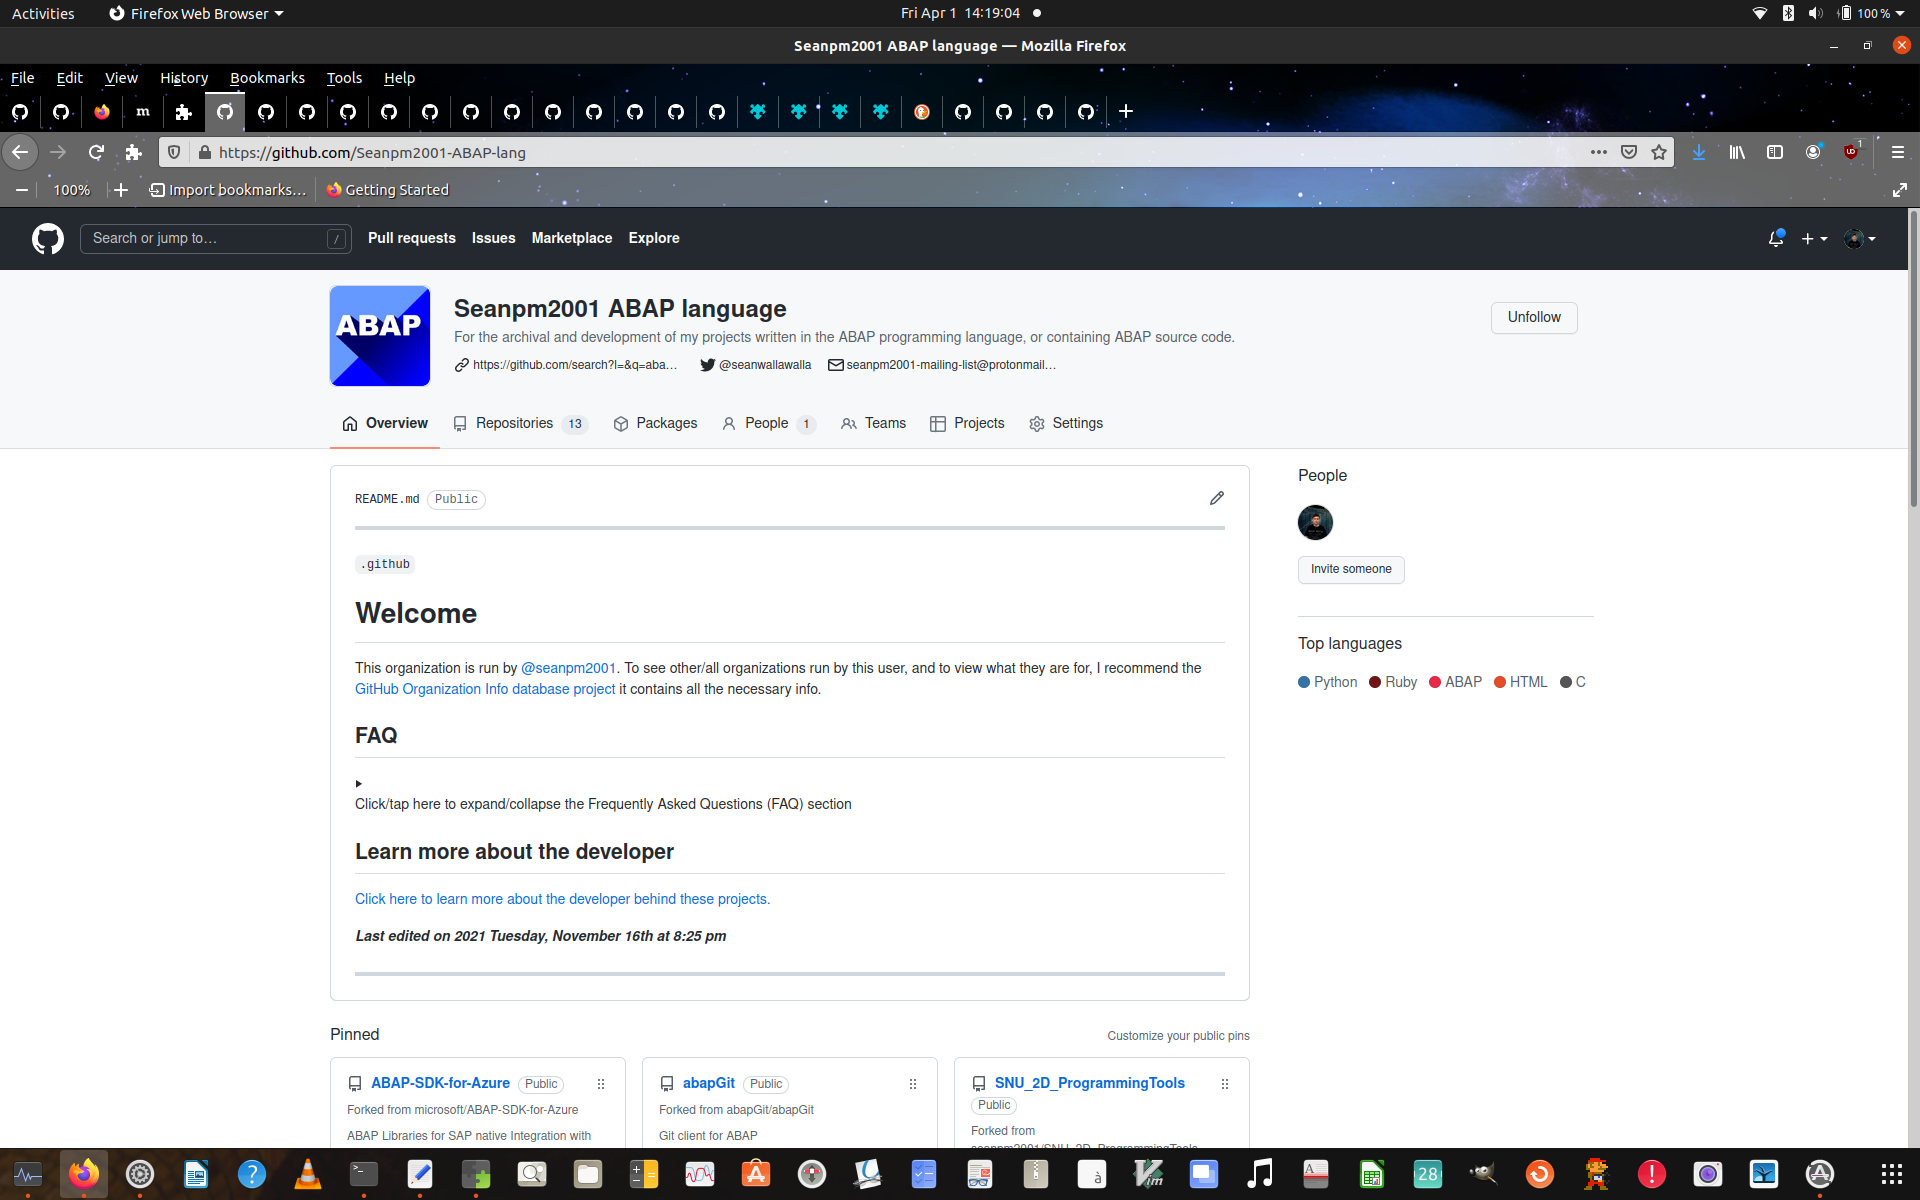 Activities
Firefox Web Browser
Fri Apr 1 14:19:04
100 %
Seanpm2001 ABAP language — Mozilla Firefox
File Edit View History Bookmarks Tools Help
m
https://github.com/Seanpm2001-ABAP-lang
1
100%
Import bookmarks...
Getting Started
Search or jump to...
/
Pull requests Issues Marketplace Explore
ABAP
Seanpm2001 ABAP language
For the archival and development of my projects written in the ABAP programming language, or containing ABAP source code.
https://github.com/search?l=&q=aba...
@seanwallawalla
seanpm2001-mailing-list@protonmail...
Unfollow
Overview
Repositories 13
Packages
People 1
Teams
Projects
Settings
README.md Public
.github
Welcome
This organization is run by @seanpm2001. To see other/all organizations run by this user, and to view what they are for, I recommend the
GitHub Organization Info database project it contains all the necessary info.
FAQ
Click/tap here to expand/collapse the Frequently Asked Questions (FAQ) section
Learn more about the developer
Click here to learn more about the developer behind these projects.
Last edited on 2021 Tuesday, November 16th at 8:25 pm
People
Invite someone
Top languages
Python Ruby ABAP HTML C
Pinned
Customize your public pins
ABAP-SDK-for-Azure Public
Forked from microsoft/ABAP-SDK-for-Azure
ABAP Libraries for SAP native Integration with
abapGit Public
Forked from abapGit/abapGit
Git client for ABAP
SNU_2D_ProgrammingTools
Public
Forked from
seanpm2001/SNU_2D_ProgrammingTools
28